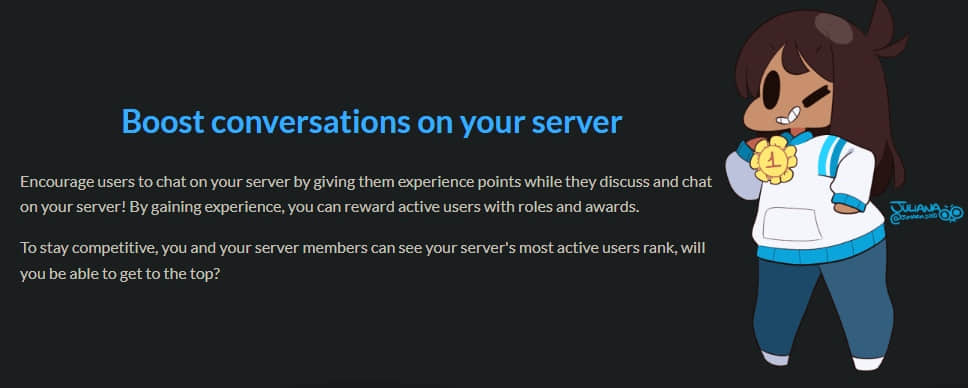 Boost conversations on your server
Encourage users to chat on your server by giving them experience points while they discuss and chat
on your server! By gaining experience, you can reward active users with roles and awards.
To stay competitive, you and your server members can see your server's most active users rank, will
you be able to get to the top?
1
JULIANA